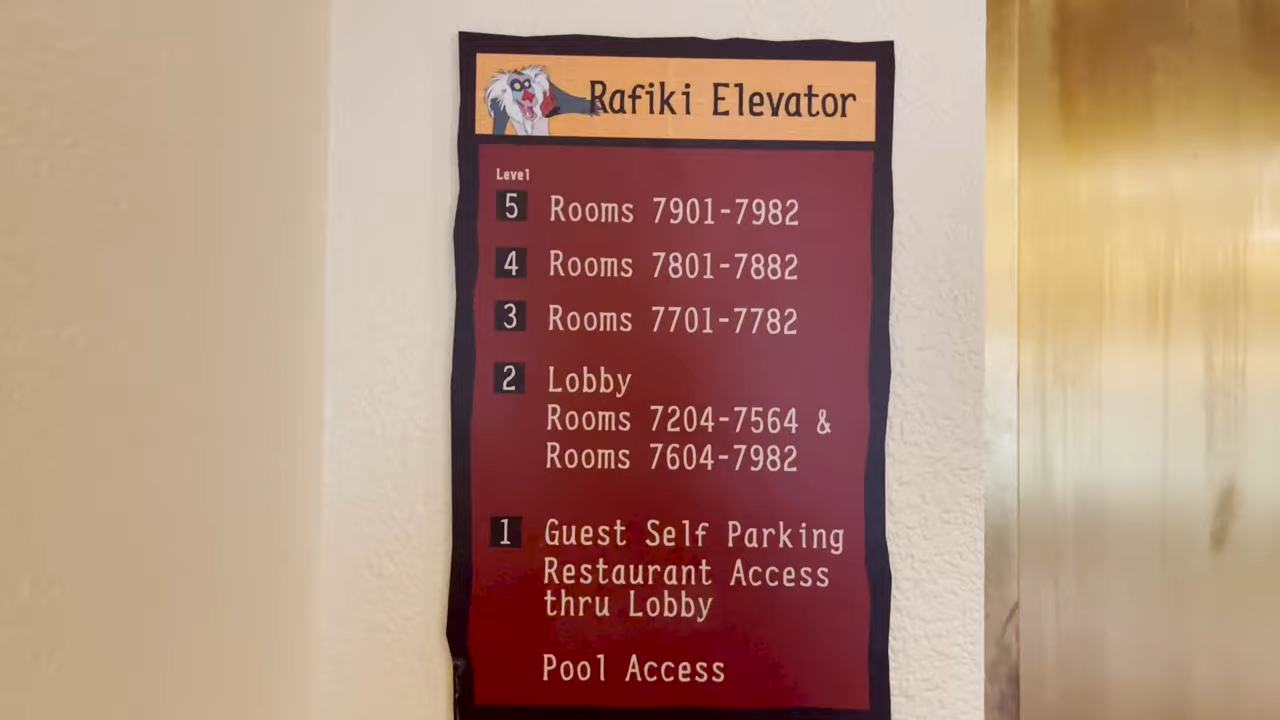 Rafiki Elevator
Level
5 Rooms 7901-7982
4 Rooms 7801-7882
3 Rooms 7701-7782
2 Lobby
Rooms 7204-7564 &
Rooms 7604-7982
1 Guest Self Parking
Restaurant Access
thru Lobby
Pool Access